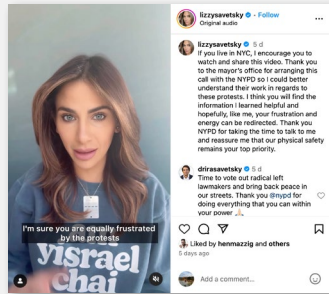 lizzysavetsky • Follow
Original audio
lizzysavetsky 5 d
If you live in NYC, I encourage you to
watch and share this video. Thank you
to the mayor's office for arranging this
call with the NYPD so I could better
understand their work in regards to
these protests. I think you will find the
information I learned helpful and
hopefully, like me, your frustration and
energy can be redirected. Thank you
NYPD for taking the time to talk to me
and reassure me that our physical safety
remains your top priority.
drirasavetsky 5 d
Time to vote out radical left
lawmakers and bring back peace in
our streets. Thank you @nypd for
doing everything that you can within
your power
Liked by henmazzig and others
5 days ago
Add a comment...
I'm sure you are equally frustrated
by the protests
yisrael
chai